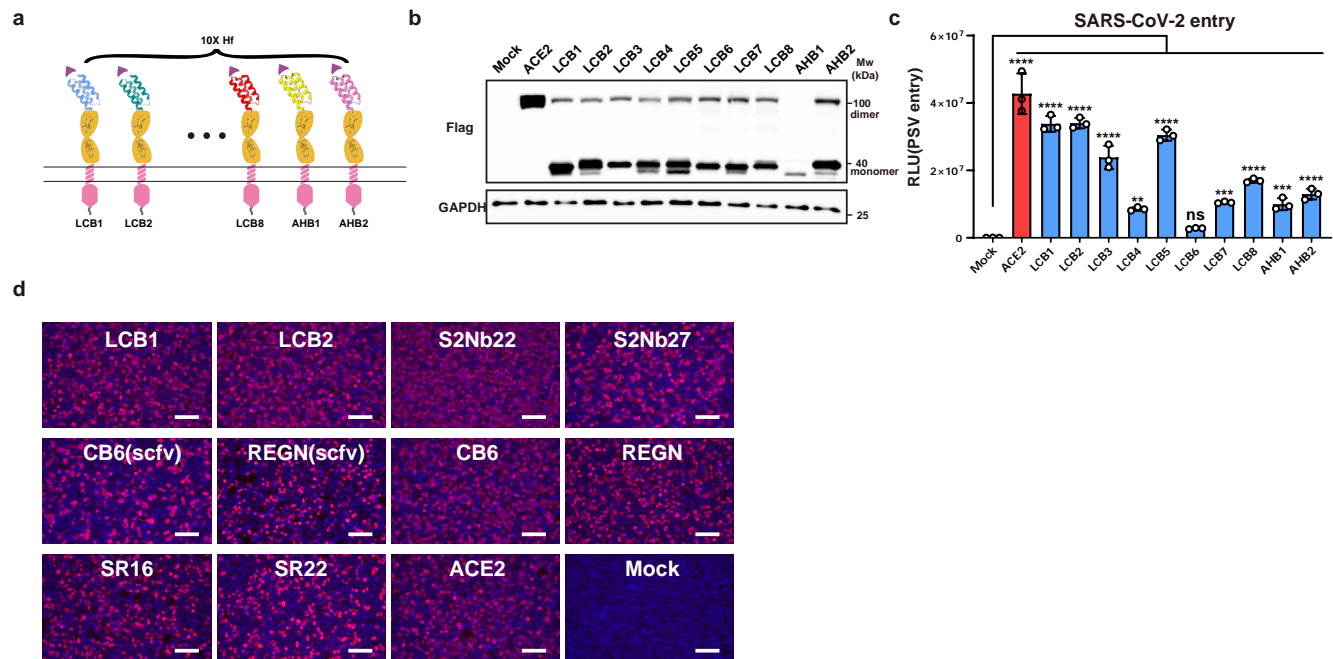 a
10X Hf
LCB1 LCB2 LCB8 AHB1 AHB2
b
Mock ACE2 LCB1 LCB2 LCB3 LCB4 LCB5 LCB6 LCB7 LCB8 AHB1 AHB2
Mw
(kDa)
Flag
100
dimer
40
monomer
GAPDH
25
c
SARS-CoV-2 entry
RLU(PSV entry)
6×10⁷
4×10⁷
2×10⁷
0
**** **** **** **** ** **** ns *** **** *** ****
Mock ACE2 LCB1 LCB2 LCB3 LCB4 LCB5 LCB6 LCB7 LCB8 AHB1 AHB2
d
LCB1 LCB2 S2Nb22 S2Nb27
CB6(scfv) REGN(scfv) CB6 REGN
SR16 SR22 ACE2 Mock